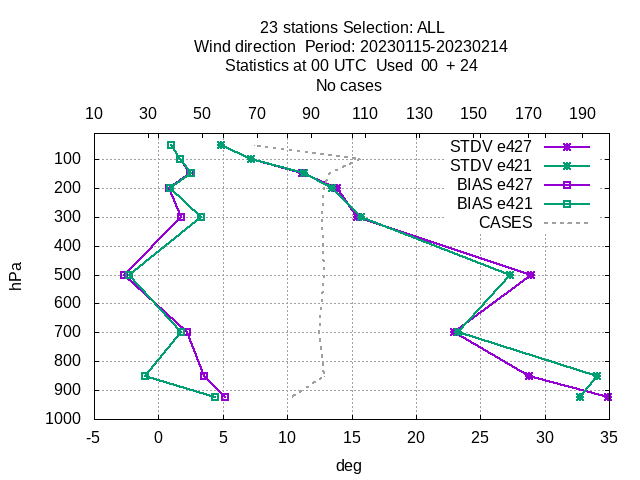 23 stations Selection: ALL
Wind direction  Period: 20230115-20230214
Statistics at 00 UTC  Used  00  + 24
No cases
10 30 50 70 90 110 130 150 170 190
STDV e427
STDV e421
BIAS e427
BIAS e421
CASES
100
200
300
400
500
600
700
800
900
1000
hPa
-5 0 5 10 15 20 25 30 35
deg